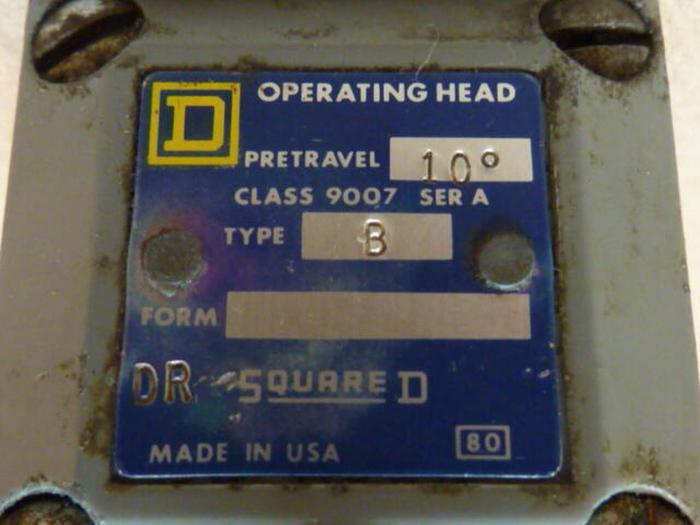 D OPERATING HEAD
PRETRAVEL 10°
CLASS 9007 SER A
TYPE B
FORM
DR SQUARE D
MADE IN USA 80